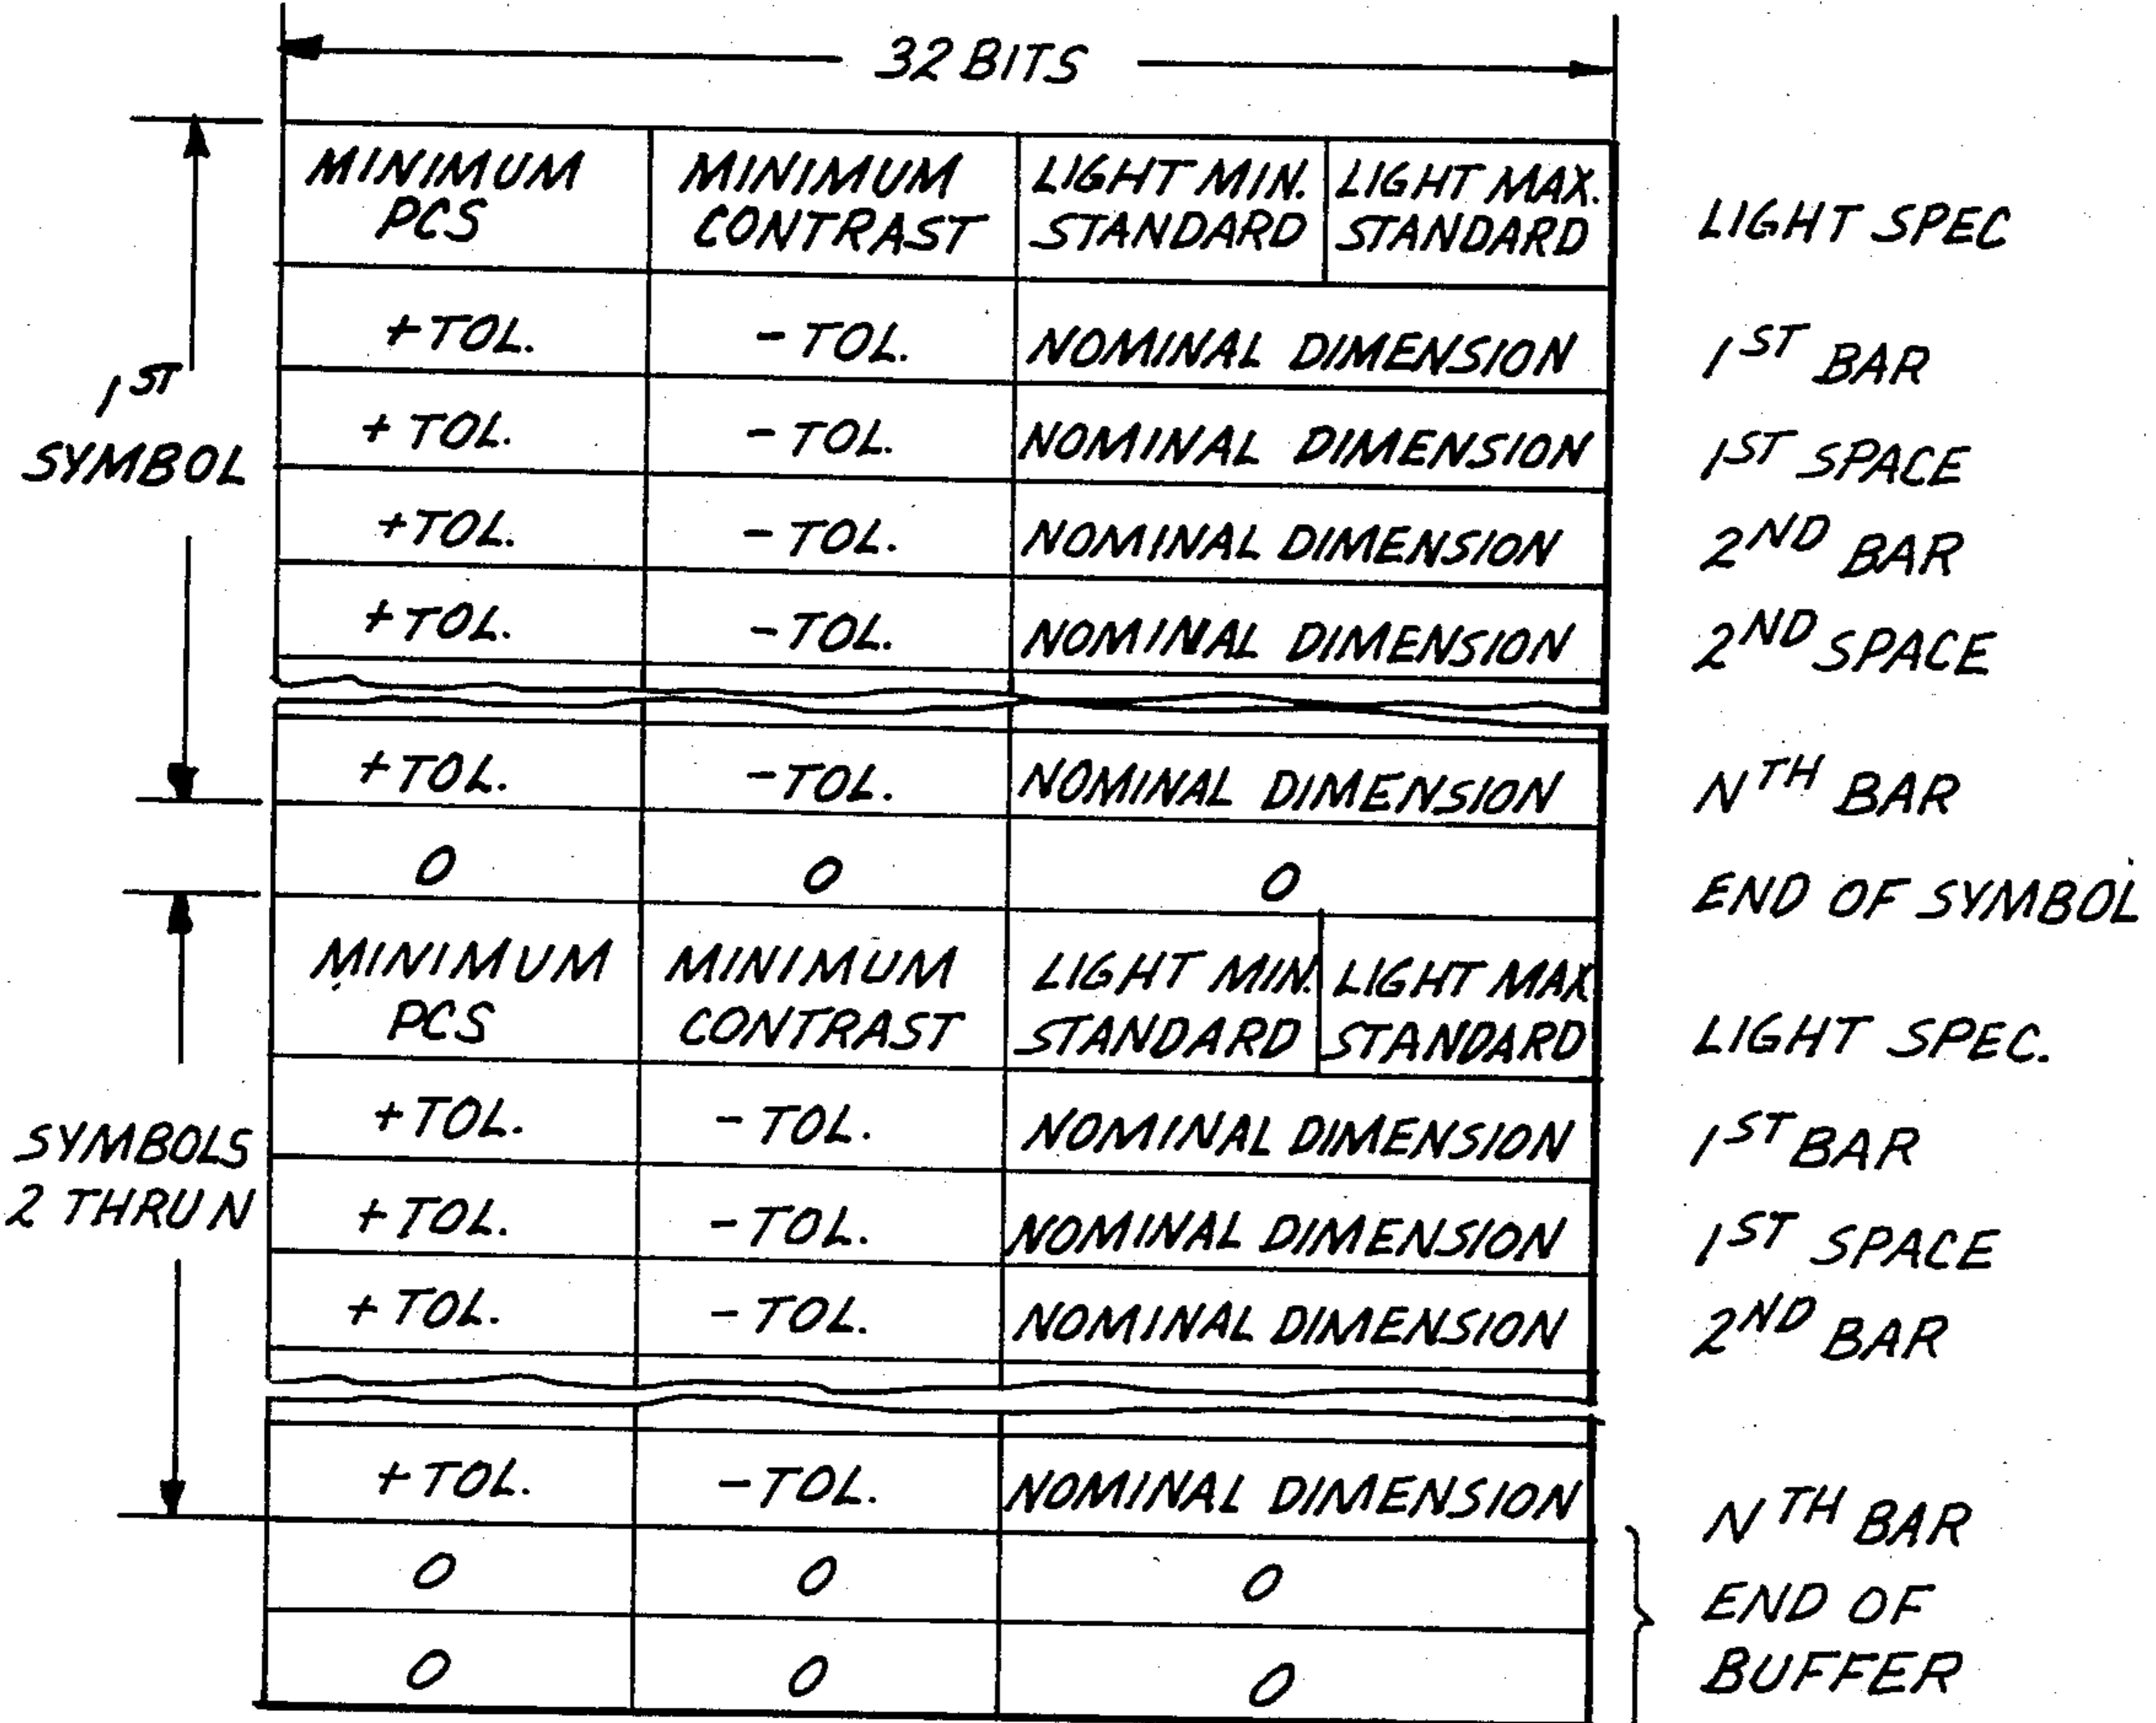 32 BITS
MINIMUM PCS MINIMUM CONTRAST LIGHT MIN. STANDARD LIGHT MAX. STANDARD LIGHT SPEC
+TOL. -TOL. NOMINAL DIMENSION 1ST BAR
1ST SYMBOL
+TOL. -TOL. NOMINAL DIMENSION 1ST SPACE
+TOL. -TOL. NOMINAL DIMENSION 2ND BAR
+TOL. -TOL. NOMINAL DIMENSION 2ND SPACE
+TOL. -TOL. NOMINAL DIMENSION NTH BAR
0 0 0 END OF SYMBOL
MINIMUM PCS MINIMUM CONTRAST LIGHT MIN. STANDARD LIGHT MAX STANDARD LIGHT SPEC.
SYMBOLS 2 THRU N
+TOL. -TOL. NOMINAL DIMENSION 1ST BAR
+TOL. -TOL. NOMINAL DIMENSION 1ST SPACE
+TOL. -TOL. NOMINAL DIMENSION 2ND BAR
+TOL. -TOL. NOMINAL DIMENSION NTH BAR
0 0 0 END OF
0 0 0 BUFFER